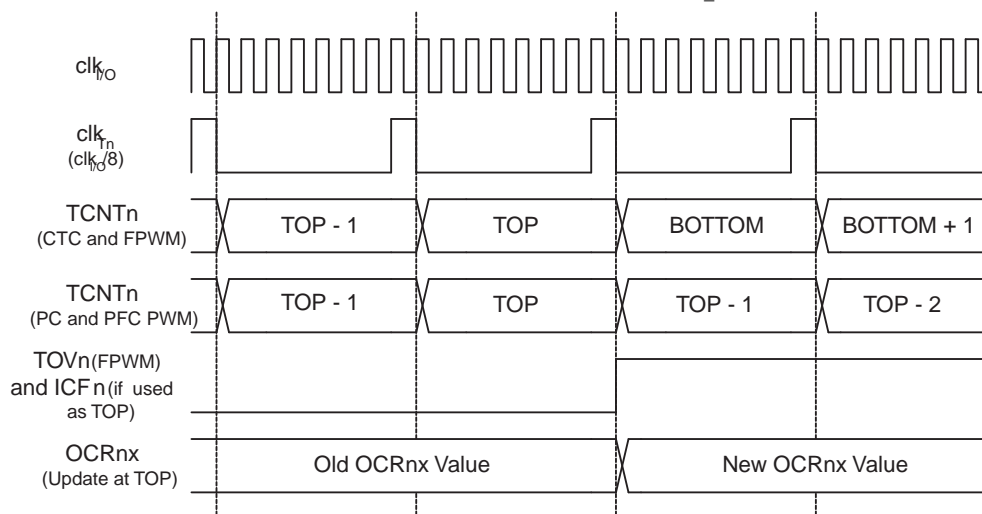 clkI/O
clkTn
(clkI/O/8)
TCNTn
(CTC and FPWM)
TOP - 1
TOP
BOTTOM
BOTTOM + 1
TCNTn
(PC and PFC PWM)
TOP - 1
TOP
TOP - 1
TOP - 2
TOVn(FPWM)
and ICFn(if used
as TOP)
OCRnx
(Update at TOP)
Old OCRnx Value
New OCRnx Value